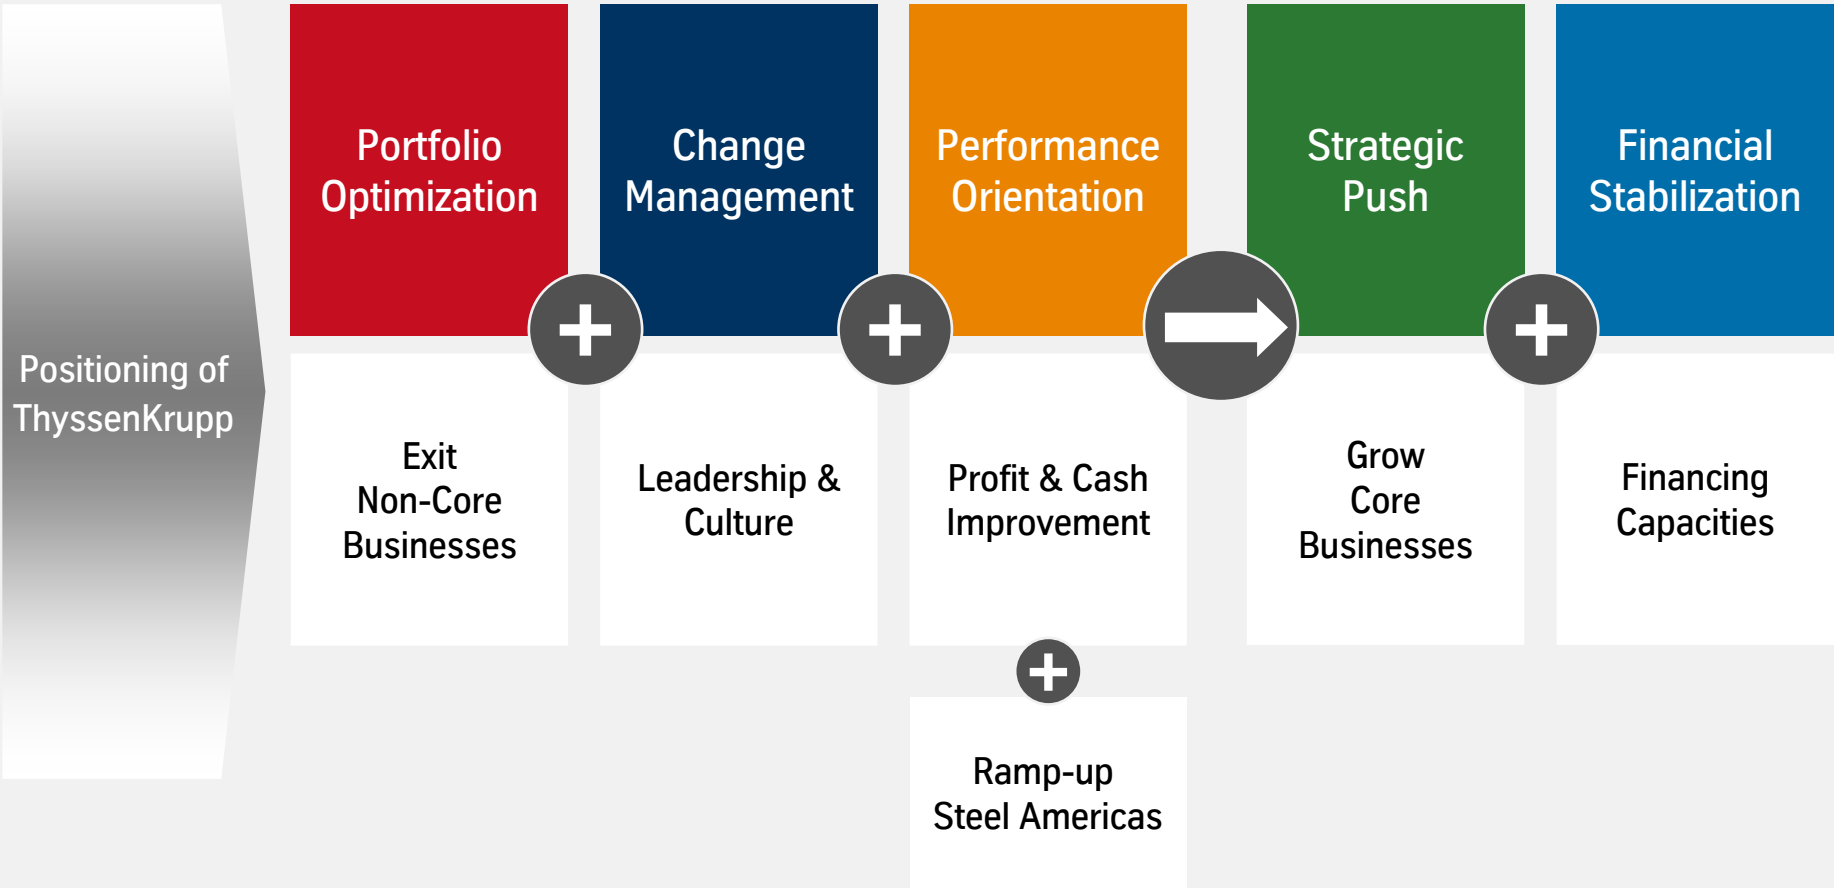 Positioning of
ThyssenKrupp
Portfolio
Optimization
Change
Management
Performance
Orientation
Strategic
Push
Financial
Stabilization
Exit
Non-Core
Businesses
Leadership &
Culture
Profit & Cash
Improvement
Grow
Core
Businesses
Financing
Capacities
Ramp-up
Steel Americas